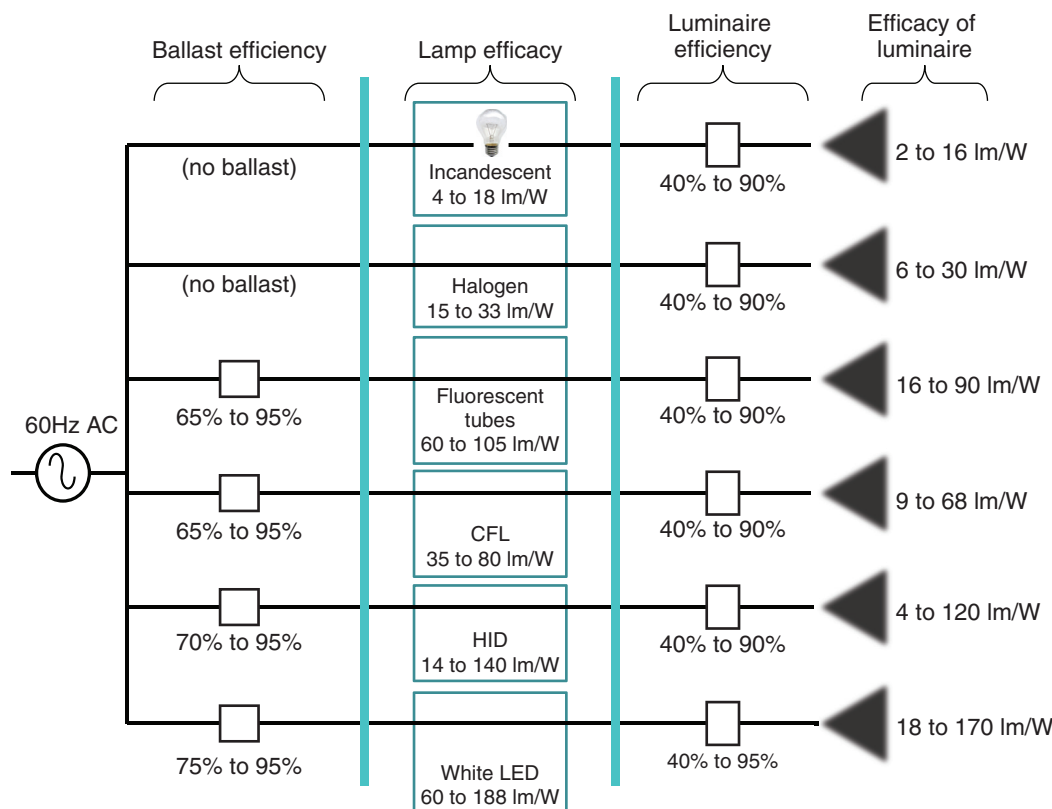 Ballast efficiency
Lamp efficacy
Luminaire
efficiency
Efficacy of
luminaire
(no ballast)
Incandescent
4 to 18 lm/W
40% to 90%
2 to 16 lm/W
(no ballast)
Halogen
15 to 33 lm/W
40% to 90%
6 to 30 lm/W
65% to 95%
Fluorescent
tubes
60 to 105 lm/W
40% to 90%
16 to 90 lm/W
60Hz AC
65% to 95%
CFL
35 to 80 lm/W
40% to 90%
9 to 68 lm/W
70% to 95%
HID
14 to 140 lm/W
40% to 90%
4 to 120 lm/W
75% to 95%
White LED
60 to 188 lm/W
40% to 95%
18 to 170 lm/W